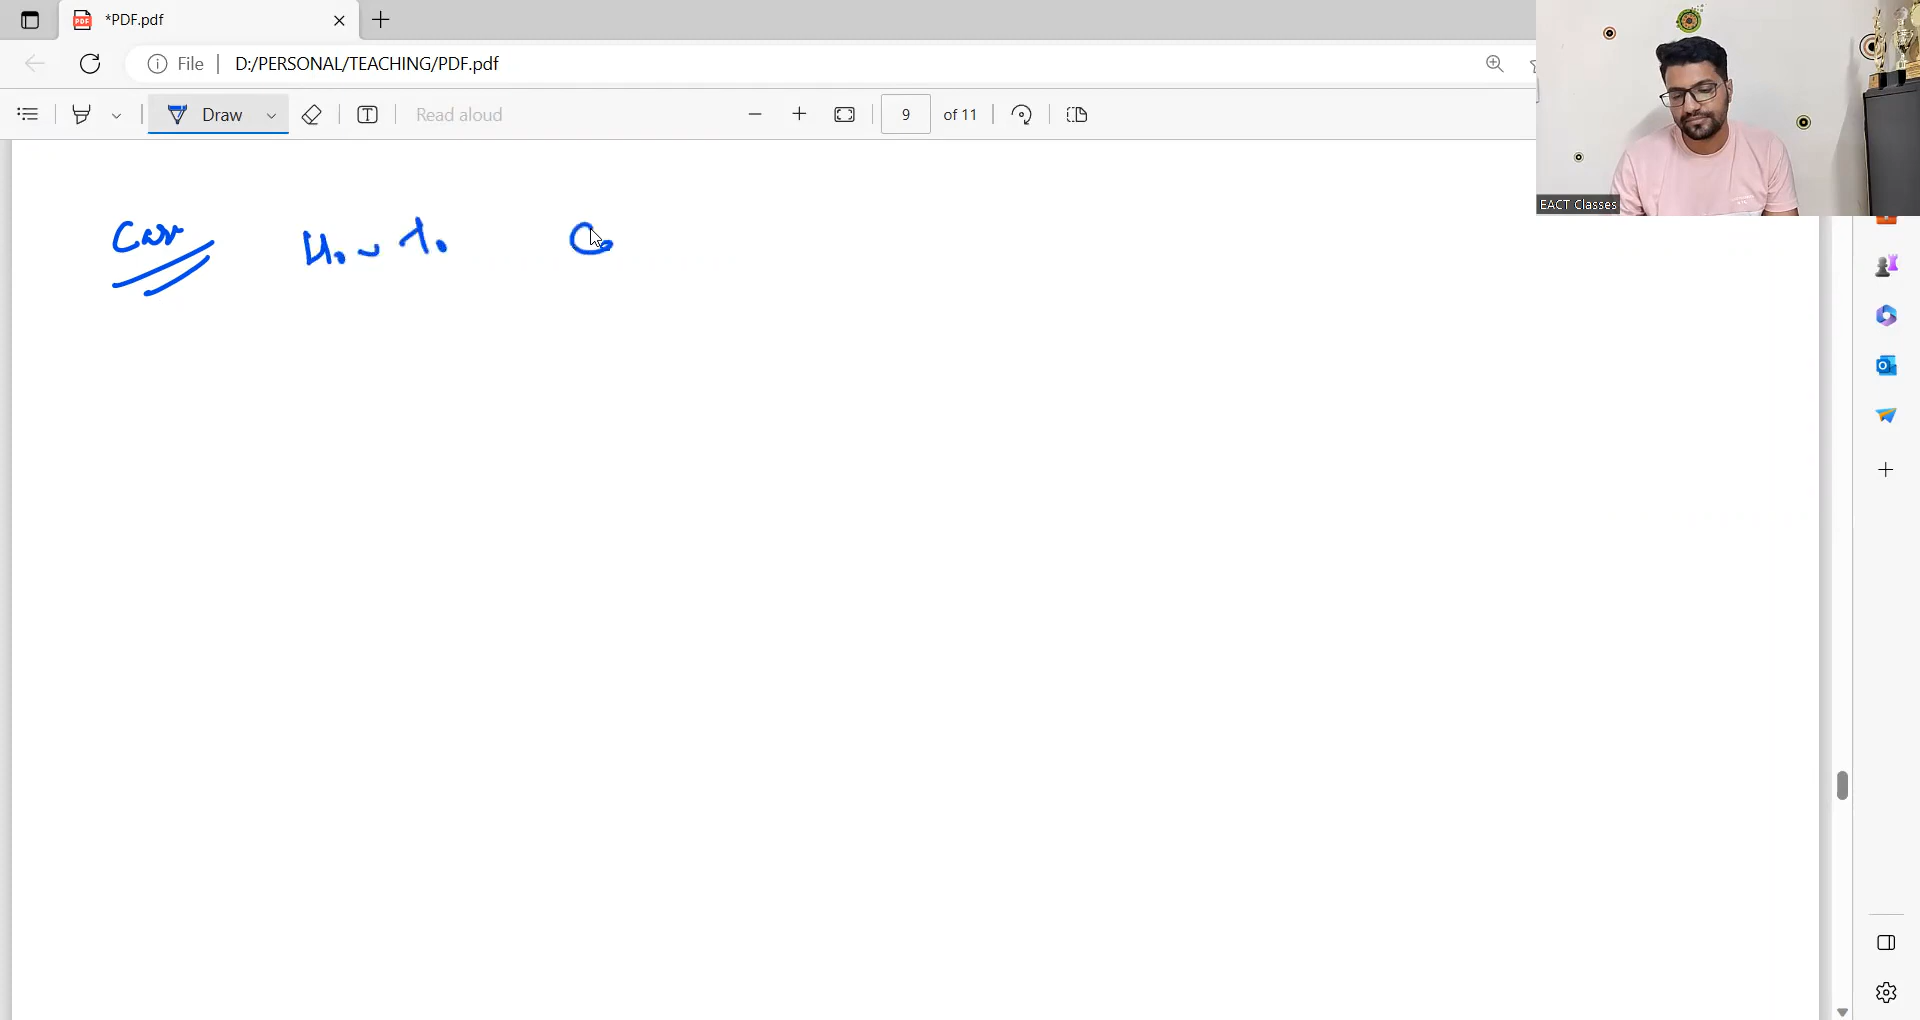 *PDF.pdf
File D:/PERSONAL/TEACHING/PDF.pdf
Draw Read aloud 9 of 11
EACT Classes